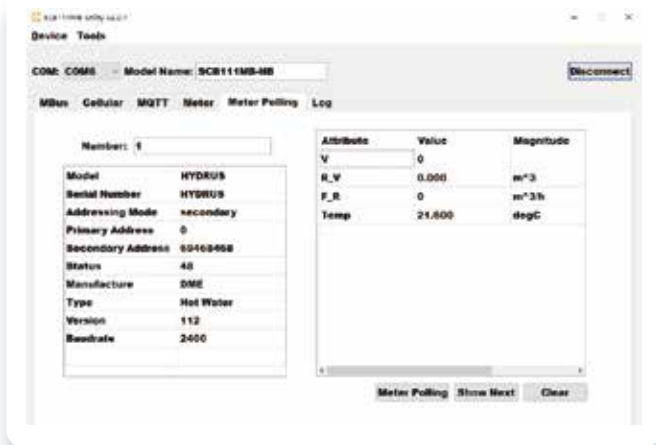 Device Tools
COM: COM6 Model Name: SCB111MB-NB Disconnect
MBus Cellular MQTT Meter Meter Polling Log
Number: 1
Model HYDRUS
Serial Number HYDRUS
Addressing Mode secondary
Primary Address 0
Secondary Address
Status 48
Manufacture DME
Type Hot Water
Version 112
Baudrate 2400
Attribute Value Magnitude
V 0
R_V 0.000 m^3
F_R 0 m^3/h
Temp 21.600 degC
Meter Polling Show Next Clear